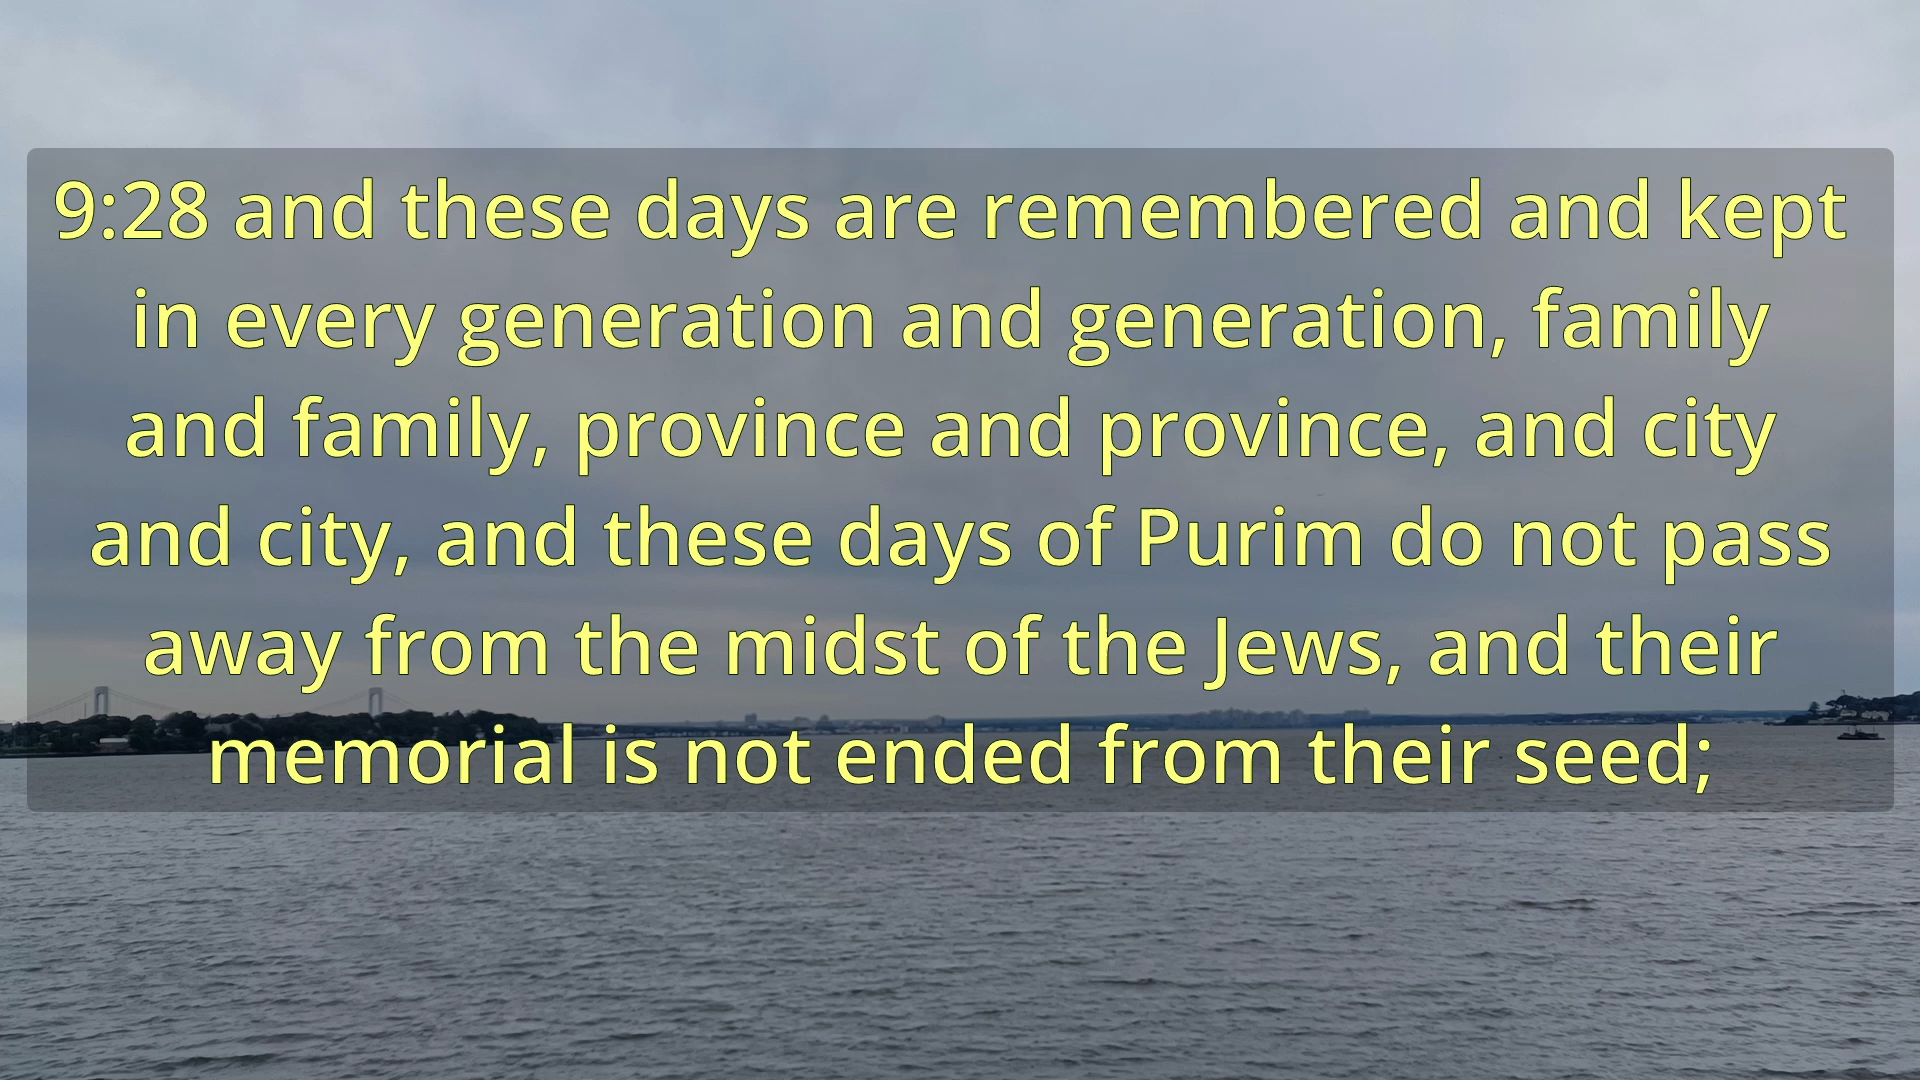 9:28 and these days are remembered and kept
in every generation and generation, family
and family, province and province, and city
and city, and these days of Purim do not pass
away from the midst of the Jews, and their
memorial is not ended from their seed;